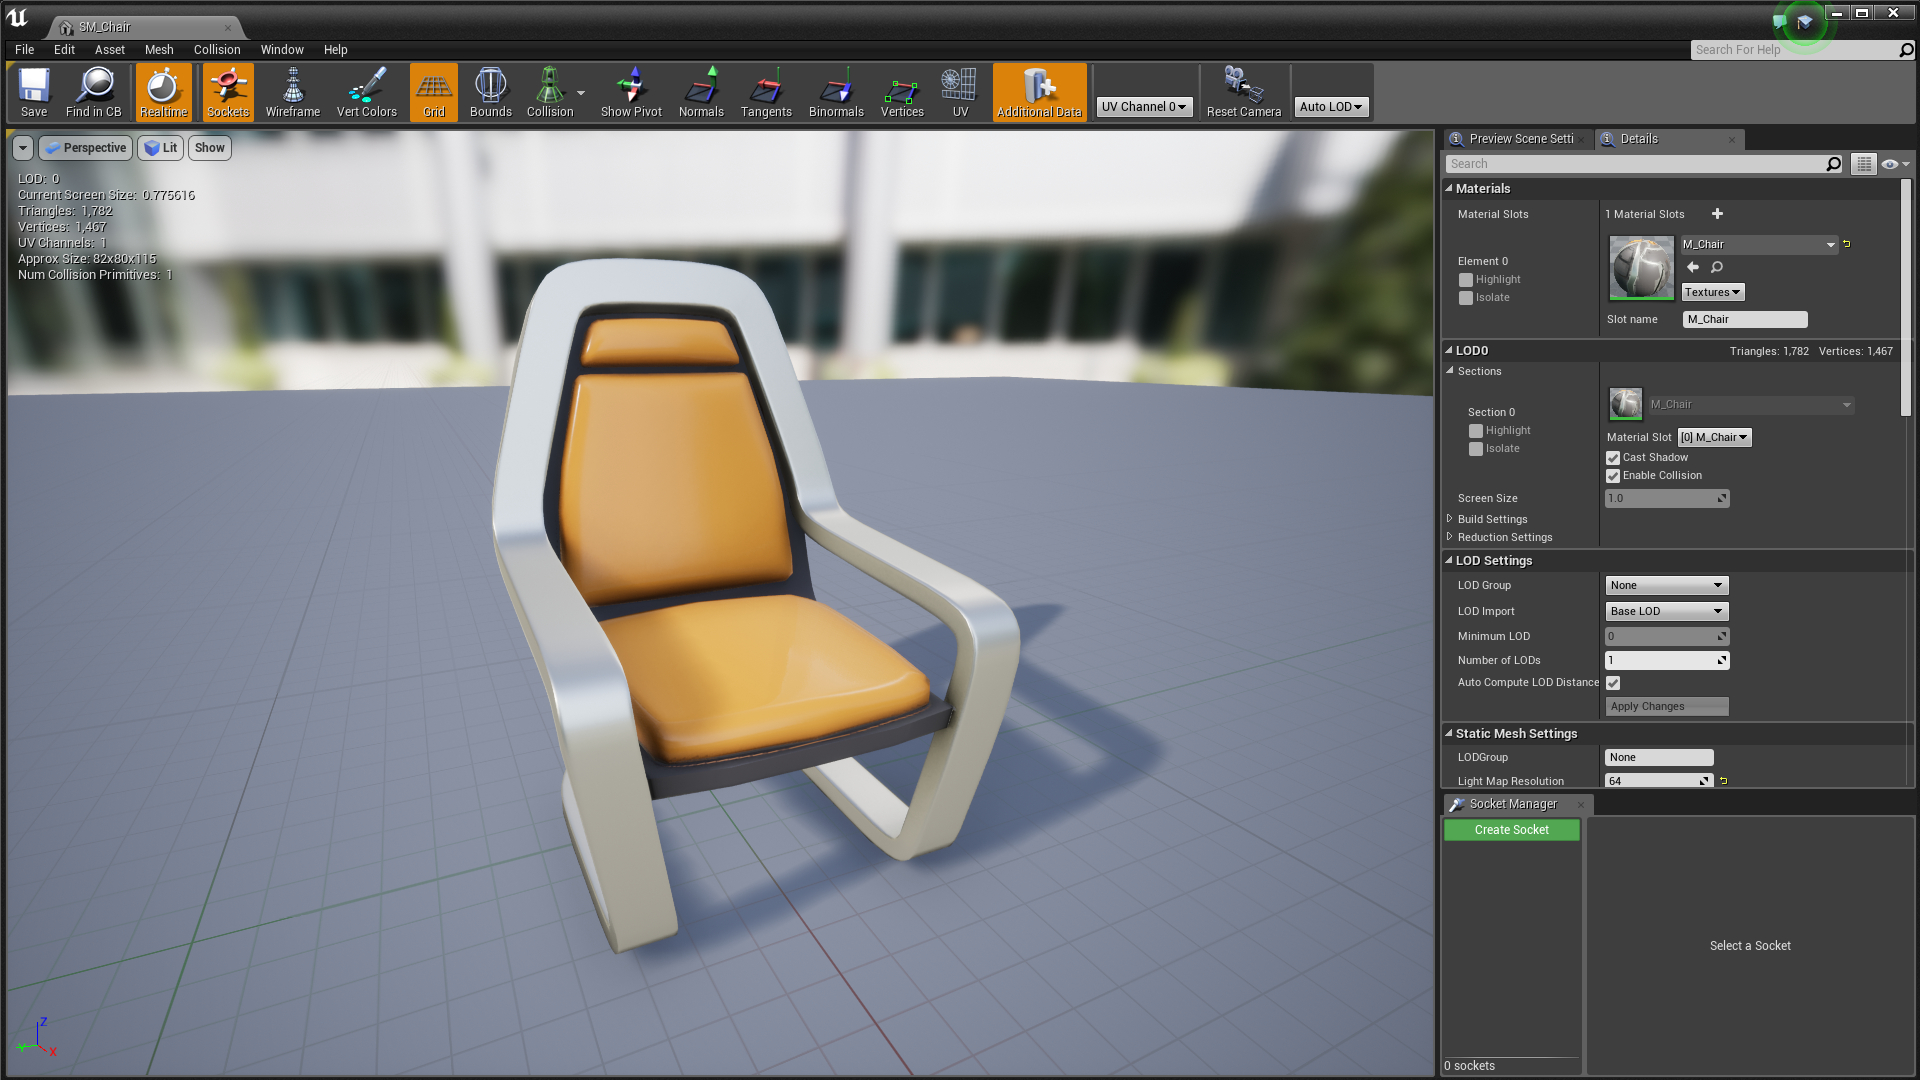 SM_Chair
File Edit Asset Mesh Collision Window Help
Search For Help
Save Find in CB Realtime Sockets Wireframe Vert Colors Grid Bounds Collision Show Pivot Normals Tangents Binormals Vertices UV Additional Data UV Channel 0 Reset Camera Auto LOD
Perspective Lit Show
LOD: 0
Current Screen Size: 0.775616
Triangles: 1,782
Vertices: 1,467
UV Channels: 1
Approx Size: 82x80x115
Num Collision Primitives: 1
Z
Y
X
Preview Scene Setti Details
Search
Materials
Material Slots 1 Material Slots
M_Chair
Element 0
Highlight
Isolate
Textures
Slot name M_Chair
LOD0 Triangles: 1,782 Vertices: 1,467
Sections
M_Chair
Section 0
Highlight
Isolate
Material Slot [0] M_Chair
Cast Shadow
Enable Collision
Screen Size 1.0
Build Settings
Reduction Settings
LOD Settings
LOD Group None
LOD Import Base LOD
Minimum LOD 0
Number of LODs 1
Auto Compute LOD Distance
Apply Changes
Static Mesh Settings
LODGroup None
Light Map Resolution 64
Socket Manager
Create Socket
Select a Socket
0 sockets